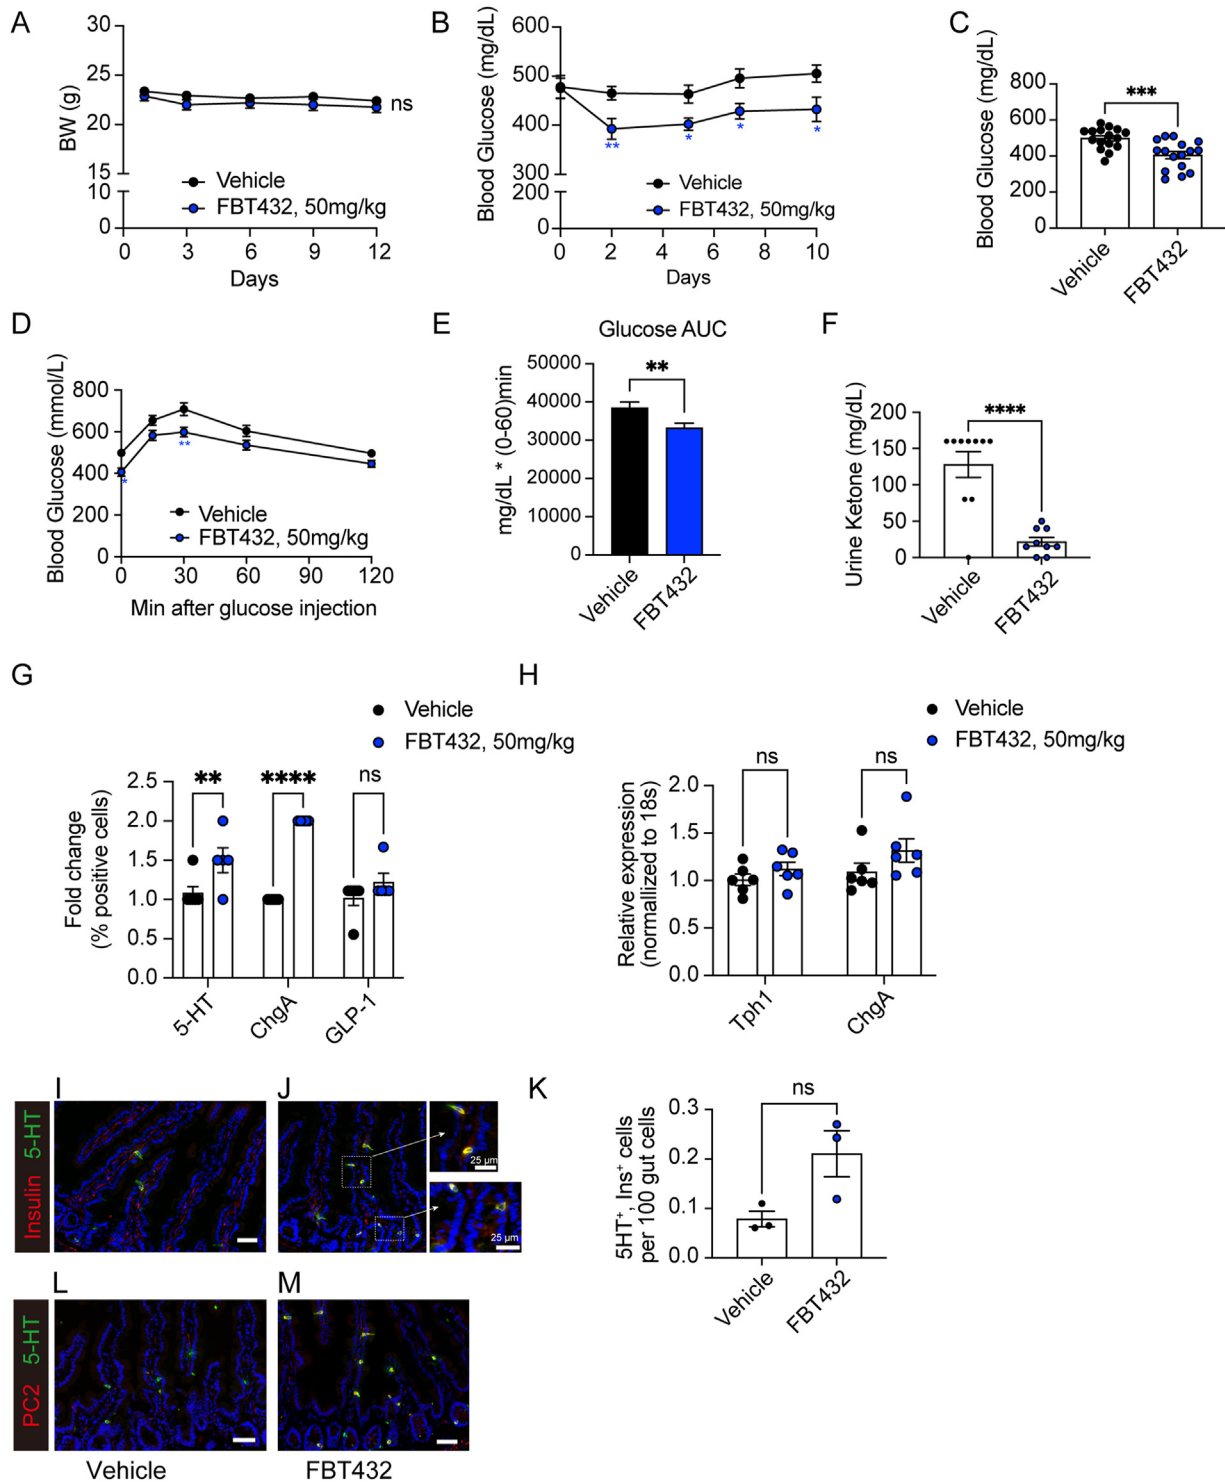 A
BW (g)
30
25
20
15
10
0
0 3 6 9 12
Days
ns
Vehicle
FBT432, 50mg/kg
B
Blood Glucose (mg/dL)
600
500
400
300
200
0
0 2 4 6 8 10
Days
** * * *
Vehicle
FBT432, 50mg/kg
C
Blood Glucose (mg/dL)
800
600
400
200
0
***
Vehicle
FBT432
D
Blood Glucose (mmol/L)
800
600
400
200
0
0 30 60 90 120
Min after glucose injection
* **
Vehicle
FBT432, 50mg/kg
E
Glucose AUC
mg/dL * (0-60)min
50000
40000
30000
20000
10000
0
**
Vehicle
FBT432
F
Urine Ketone (mg/dL)
200
150
100
50
0
****
Vehicle
FBT432
G
Vehicle
FBT432, 50mg/kg
Fold change
(% positive cells)
2.5
2.0
1.5
1.0
0.5
0.0
** **** ns
5-HT
ChgA
GLP-1
H
Vehicle
FBT432, 50mg/kg
Relative expression
(normalized to 18s)
2.0
1.5
1.0
0.5
0.0
ns ns
Tph1
ChgA
I
J
Insulin 5-HT
25 µm
25 µm
K
5HT+, Ins+ cells
per 100 gut cells
0.3
0.2
0.1
0.0
ns
Vehicle
FBT432
L
M
PC2 5-HT
Vehicle
FBT432